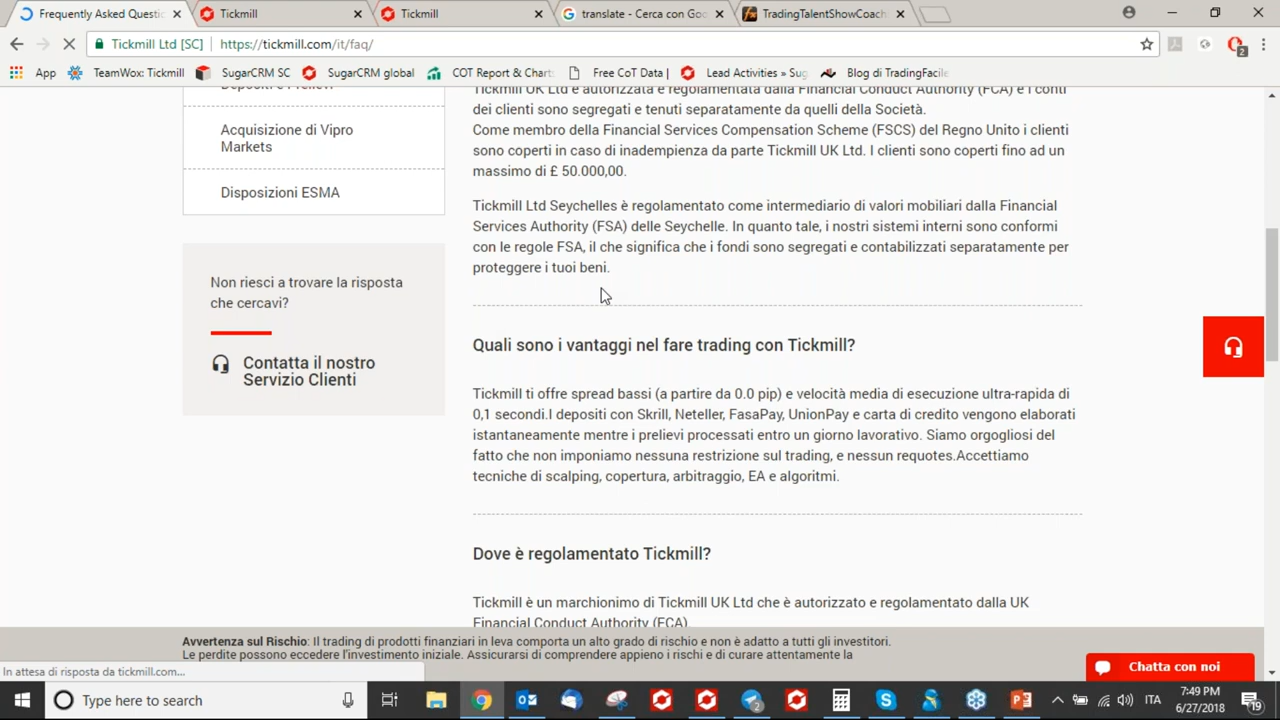 Frequently Asked Questic
Tickmill
Tickmill
translate - Cerca con Goo
TradingTalentShowCoach
Tickmill Ltd [SC]
https://tickmill.com/it/faq/
App
TeamWox: Tickmill
SugarCRM SC
SugarCRM global
COT Report & Charts
Free CoT Data |
Lead Activities » Sug
Blog di TradingFacile
2
Depositi e Prelievi
Acquisizione di Vipro
Markets
Disposizioni ESMA
Non riesci a trovare la risposta
che cercavi?
Contatta il nostro
Servizio Clienti
Tickmill UK Ltd è autorizzata e regolamentata dalla Financial Conduct Authority (FCA) e i conti
dei clienti sono segregati e tenuti separatamente da quelli della Società.
Come membro della Financial Services Compensation Scheme (FSCS) del Regno Unito i clienti
sono coperti in caso di inadempienza da parte Tickmill UK Ltd. I clienti sono coperti fino ad un
massimo di £ 50.000,00.
Tickmill Ltd Seychelles è regolamentato come intermediario di valori mobiliari dalla Financial
Services Authority (FSA) delle Seychelle. In quanto tale, i nostri sistemi interni sono conformi
con le regole FSA, il che significa che i fondi sono segregati e contabilizzati separatamente per
proteggere i tuoi beni.
Quali sono i vantaggi nel fare trading con Tickmill?
Tickmill ti offre spread bassi (a partire da 0.0 pip) e velocità media di esecuzione ultra-rapida di
0,1 secondi.I depositi con Skrill, Neteller, FasaPay, UnionPay e carta di credito vengono elaborati
istantaneamente mentre i prelievi processati entro un giorno lavorativo. Siamo orgogliosi del
fatto che non imponiamo nessuna restrizione sul trading, e nessun requotes.Accettiamo
tecniche di scalping, copertura, arbitraggio, EA e algoritmi.
Dove è regolamentato Tickmill?
Tickmill è un marchionimo di Tickmill UK Ltd che è autorizzato e regolamentato dalla UK
Financial Conduct Authority (FCA)
Avvertenza sul Rischio: Il trading di prodotti finanziari in leva comporta un alto grado di rischio e non è adatto a tutti gli investitori.
Le perdite possono eccedere l'investimento iniziale. Assicurarsi di comprendere appieno i rischi e di curare attentamente la
In attesa di risposta da tickmill.com...
Chatta con noi
Type here to search
2
ITA
7:49 PM
6/27/2018
19